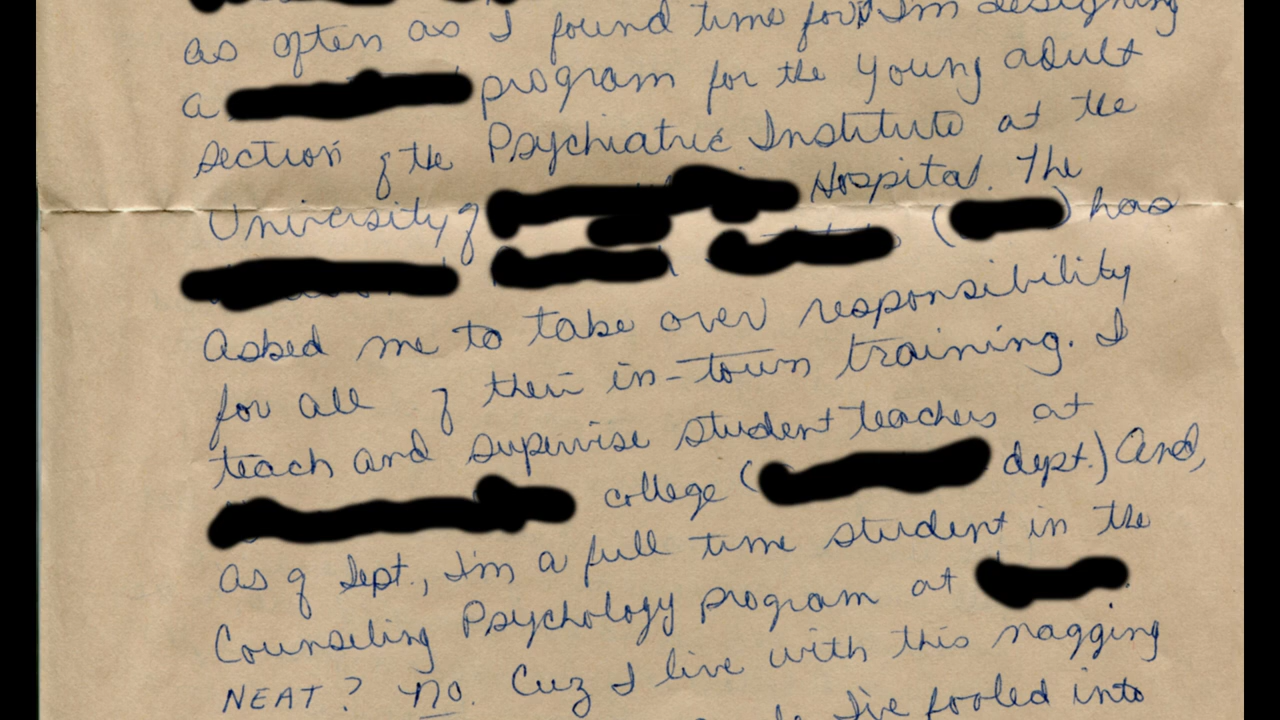 as often as I found time for I'm designing
a program for the young adult
section of the Psychiatric Institute at the
University of Hospital. The
( ) has
asked me to take over responsibility
for all of their in-town training. I
teach and supervise student teachers at
college ( dept.) And,
as of Sept., I'm a full time student in the
Counseling Psychology program at
NEAT? no. Cuz I live with this nagging
I've fooled into